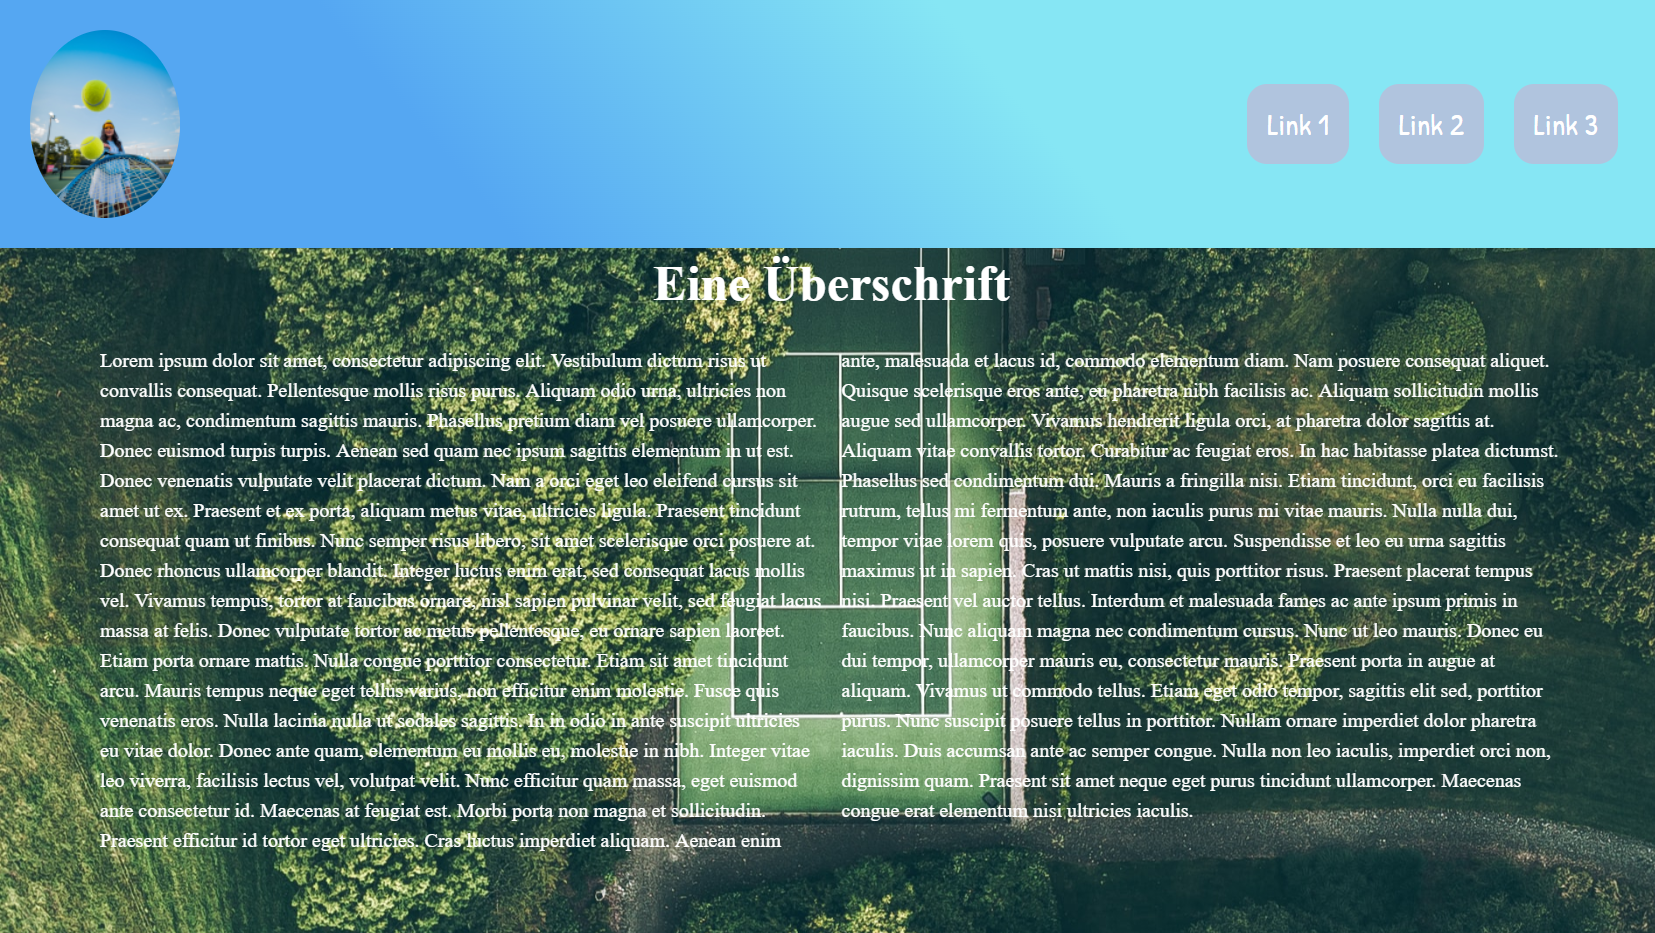 Link 1
Link 2
Link 3
Eine Überschrift
Lorem ipsum dolor sit amet, consectetur adipiscing elit. Vestibulum dictum risus ut
convallis consequat. Pellentesque mollis risus purus. Aliquam odio urna, ultricies non
magna ac, condimentum sagittis mauris. Phasellus pretium diam vel posuere ullamcorper.
Donec euismod turpis turpis. Aenean sed quam nec ipsum sagittis elementum in ut est.
Donec venenatis vulputate velit placerat dictum. Nam a orci eget leo eleifend cursus sit
amet ut ex. Praesent et ex porta, aliquam metus vitae, ultricies ligula. Praesent tincidunt
consequat quam ut finibus. Nunc semper risus libero, sit amet scelerisque orci posuere at.
Donec rhoncus ullamcorper blandit. Integer luctus enim erat, sed consequat lacus mollis
vel. Vivamus tempus, tortor at faucibus ornare, nisl sapien pulvinar velit, sed feugiat lacus
massa at felis. Donec vulputate tortor ac metus pellentesque, eu ornare sapien laoreet.
Etiam porta ornare mattis. Nulla congue porttitor consectetur. Etiam sit amet tincidunt
arcu. Mauris tempus neque eget tellus varius, non efficitur enim molestie. Fusce quis
venenatis eros. Nulla lacinia nulla ut sodales sagittis. In in odio in ante suscipit ultricies
eu vitae dolor. Donec ante quam, elementum eu mollis eu, molestie in nibh. Integer vitae
leo viverra, facilisis lectus vel, volutpat velit. Nunc efficitur quam massa, eget euismod
ante consectetur id. Maecenas at feugiat est. Morbi porta non magna et sollicitudin.
Praesent efficitur id tortor eget ultricies. Cras luctus imperdiet aliquam. Aenean enim
ante, malesuada et lacus id, commodo elementum diam. Nam posuere consequat aliquet.
Quisque scelerisque eros ante, eu pharetra nibh facilisis ac. Aliquam sollicitudin mollis
augue sed ullamcorper. Vivamus hendrerit ligula orci, at pharetra dolor sagittis at.
Aliquam vitae convallis tortor. Curabitur ac feugiat eros. In hac habitasse platea dictumst.
Phasellus sed condimentum dui. Mauris a fringilla nisi. Etiam tincidunt, orci eu facilisis
rutrum, tellus mi fermentum ante, non iaculis purus mi vitae mauris. Nulla nulla dui,
tempor vitae lorem quis, posuere vulputate arcu. Suspendisse et leo eu urna sagittis
maximus ut in sapien. Cras ut mattis nisi, quis porttitor risus. Praesent placerat tempus
nisi. Praesent vel auctor tellus. Interdum et malesuada fames ac ante ipsum primis in
faucibus. Nunc aliquam magna nec condimentum cursus. Nunc ut leo mauris. Donec eu
dui tempor, ullamcorper mauris eu, consectetur mauris. Praesent porta in augue at
aliquam. Vivamus ut commodo tellus. Etiam eget odio tempor, sagittis elit sed, porttitor
purus. Nunc suscipit posuere tellus in porttitor. Nullam ornare imperdiet dolor pharetra
iaculis. Duis accumsan ante ac semper congue. Nulla non leo iaculis, imperdiet orci non,
dignissim quam. Praesent sit amet neque eget purus tincidunt ullamcorper. Maecenas
congue erat elementum nisi ultricies iaculis.